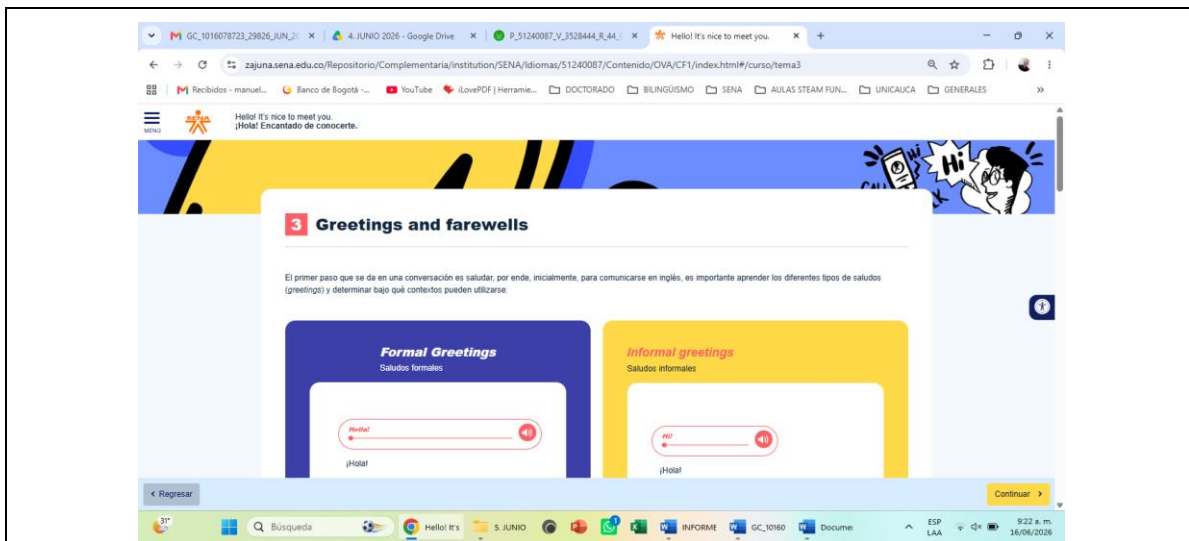 GC_1016078723_29826_JUN_2
4. JUNIO 2026 - Google Drive
P_51240087_V_3528444_R_44_
Hello! It's nice to meet you.
zajuna.sena.edu.co/Repositorio/Complementaria/institution/SENA/Idiomas/51240087/Contenido/OVA/CF1/index.html#/curso/tema3
Recibidos - manuel... Banco de Bogotá -... YouTube iLovePDF | Herramie... DOCTORADO BILINGÜISMO SENA AULAS STEAM FUN... UNICAUCA GENERALES
MENÚ
SENA
Hello! It's nice to meet you.
¡Hola! Encantado de conocerte.
Hi
Hi
3 Greetings and farewells
El primer paso que se da en una conversación es saludar, por ende, inicialmente, para comunicarse en inglés, es importante aprender los diferentes tipos de saludos
(greetings) y determinar bajo qué contextos pueden utilizarse:
Formal Greetings
Saludos formales
Hello!
¡Hola!
Informal greetings
Saludos informales
Hi!
¡Hola!
Regresar
Continuar
31°
Búsqueda
Hello! It's
5. JUNIO
INFORME
GC_10160
Docume
ESP
LAA
9:22 a. m.
16/06/2026